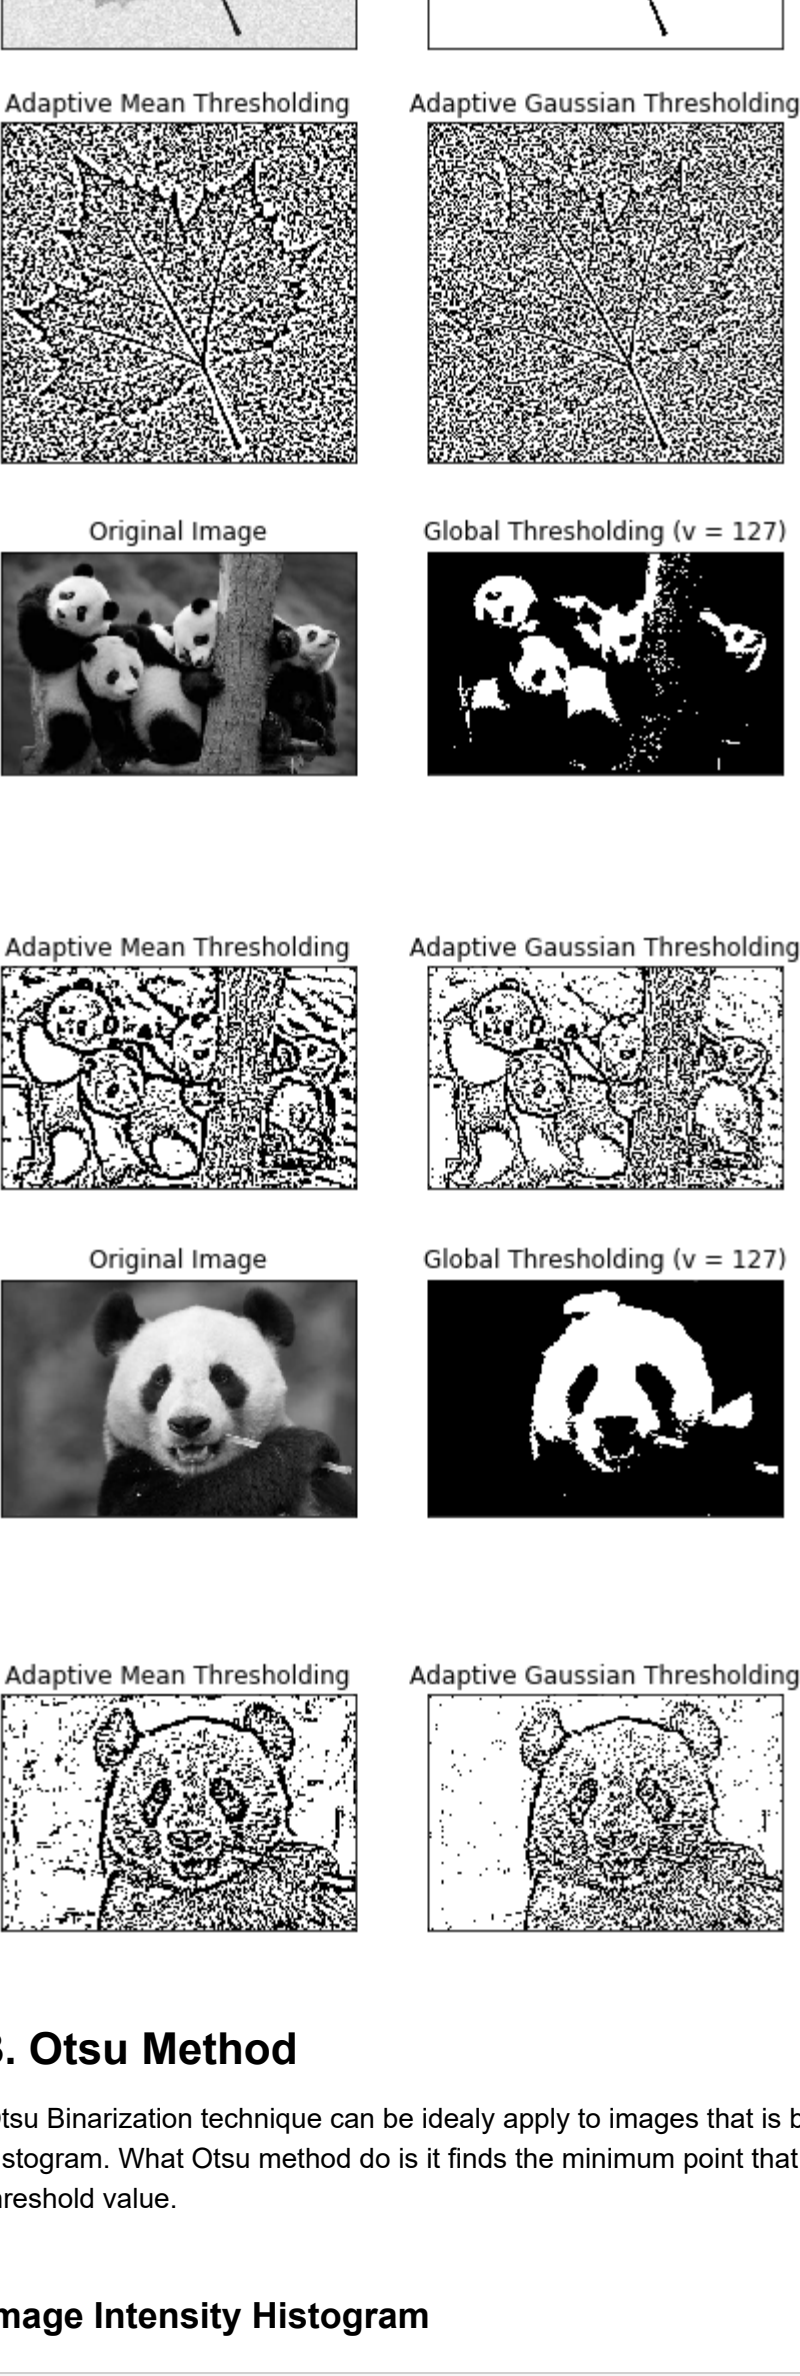 Adaptive Mean Thresholding Adaptive Gaussian Thresholding
Original Image Global Thresholding (v = 127)
Adaptive Mean Thresholding Adaptive Gaussian Thresholding
Original Image Global Thresholding (v = 127)
Adaptive Mean Thresholding Adaptive Gaussian Thresholding
. Otsu Method
tsu Binarization technique can be idealy apply to images that is b
stogram. What Otsu method do is it finds the minimum point that
reshold value.
mage Intensity Histogram